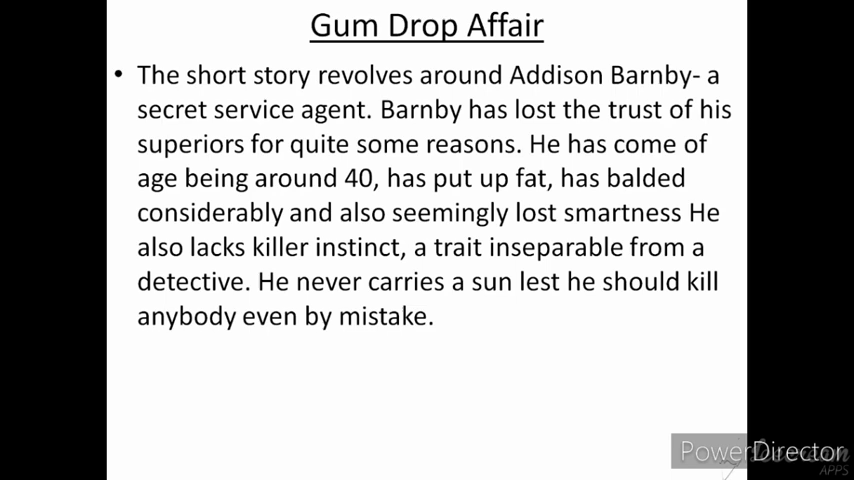 Gum Drop Affair
• The short story revolves around Addison Barnby- a
secret service agent. Barnby has lost the trust of his
superiors for quite some reasons. He has come of
age being around 40, has put up fat, has balded
considerably and also seemingly lost smartness He
also lacks killer instinct, a trait inseparable from a
detective. He never carries a sun lest he should kill
anybody even by mistake.
PowerDirector
APPS